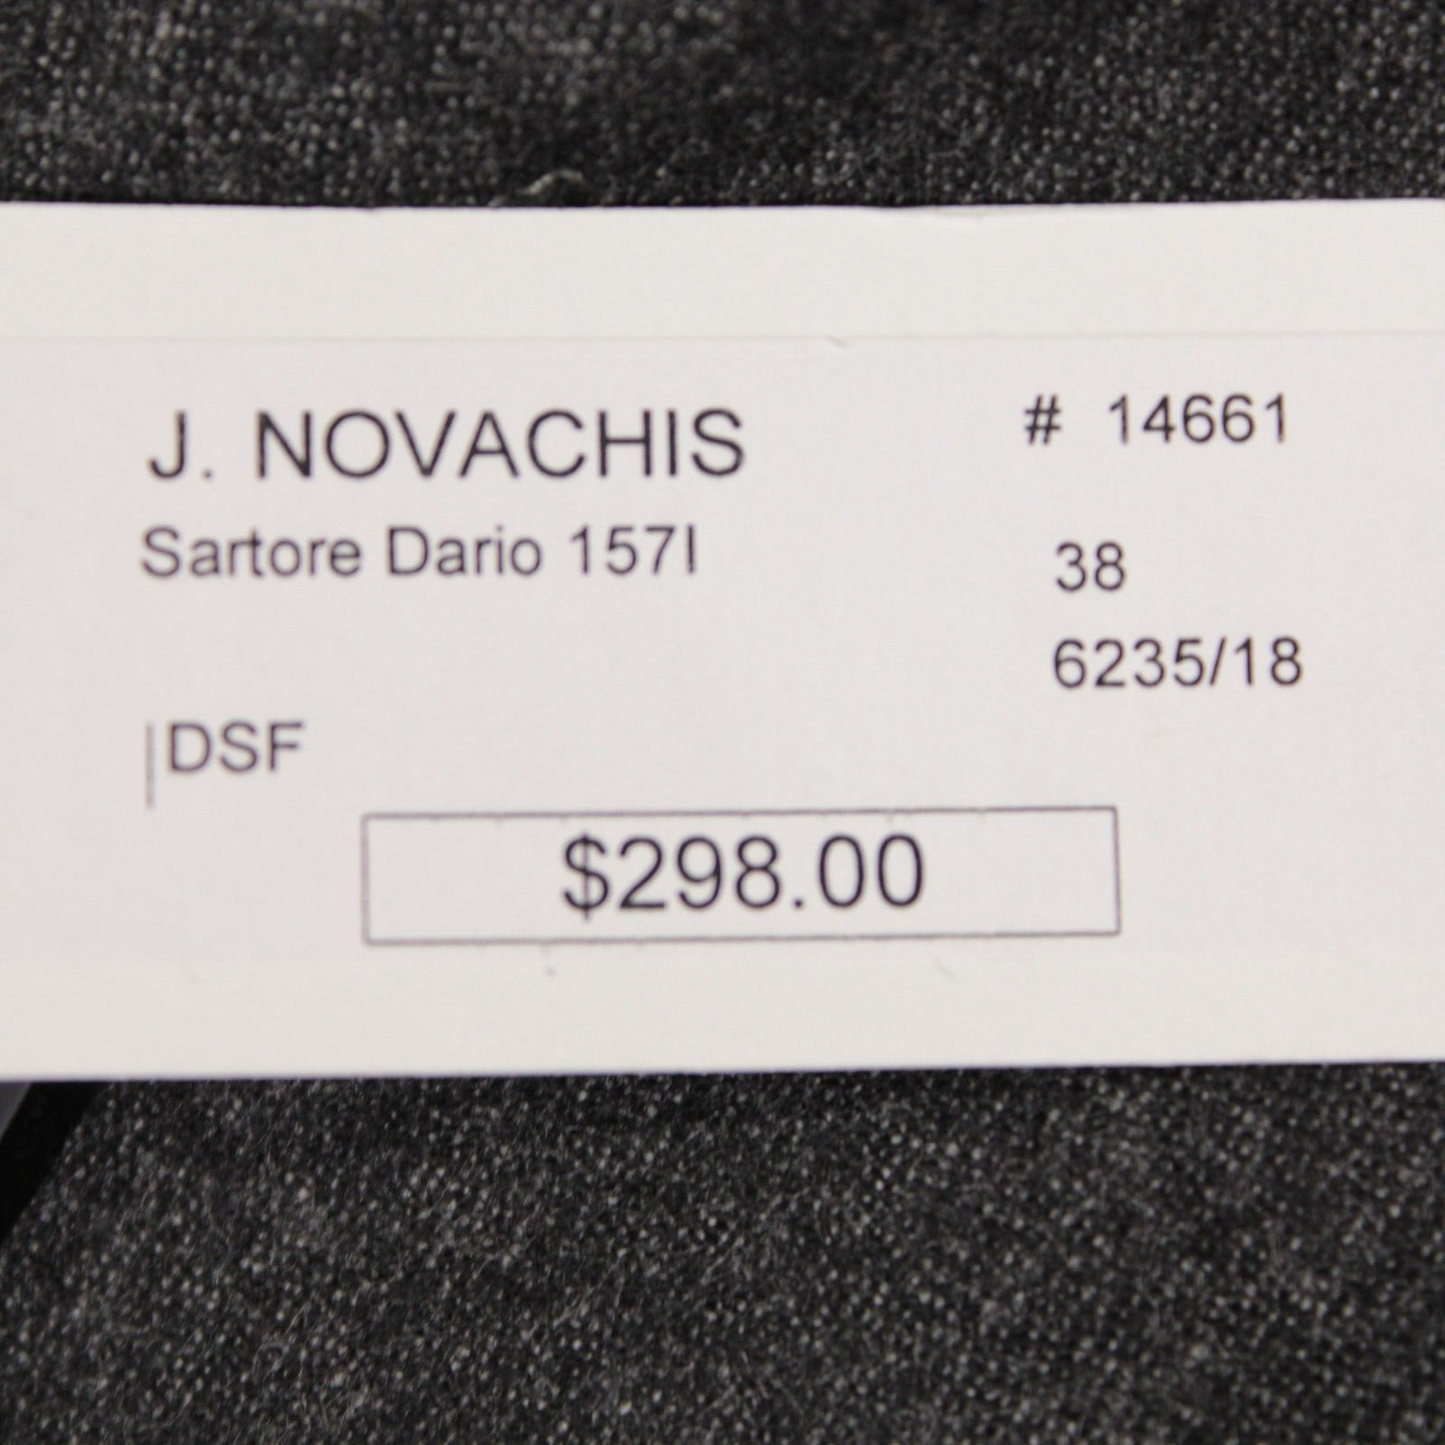 J. NOVACHIS
# 14661
Sartore Dario 157I
38
6235/18
DSF
$298.00